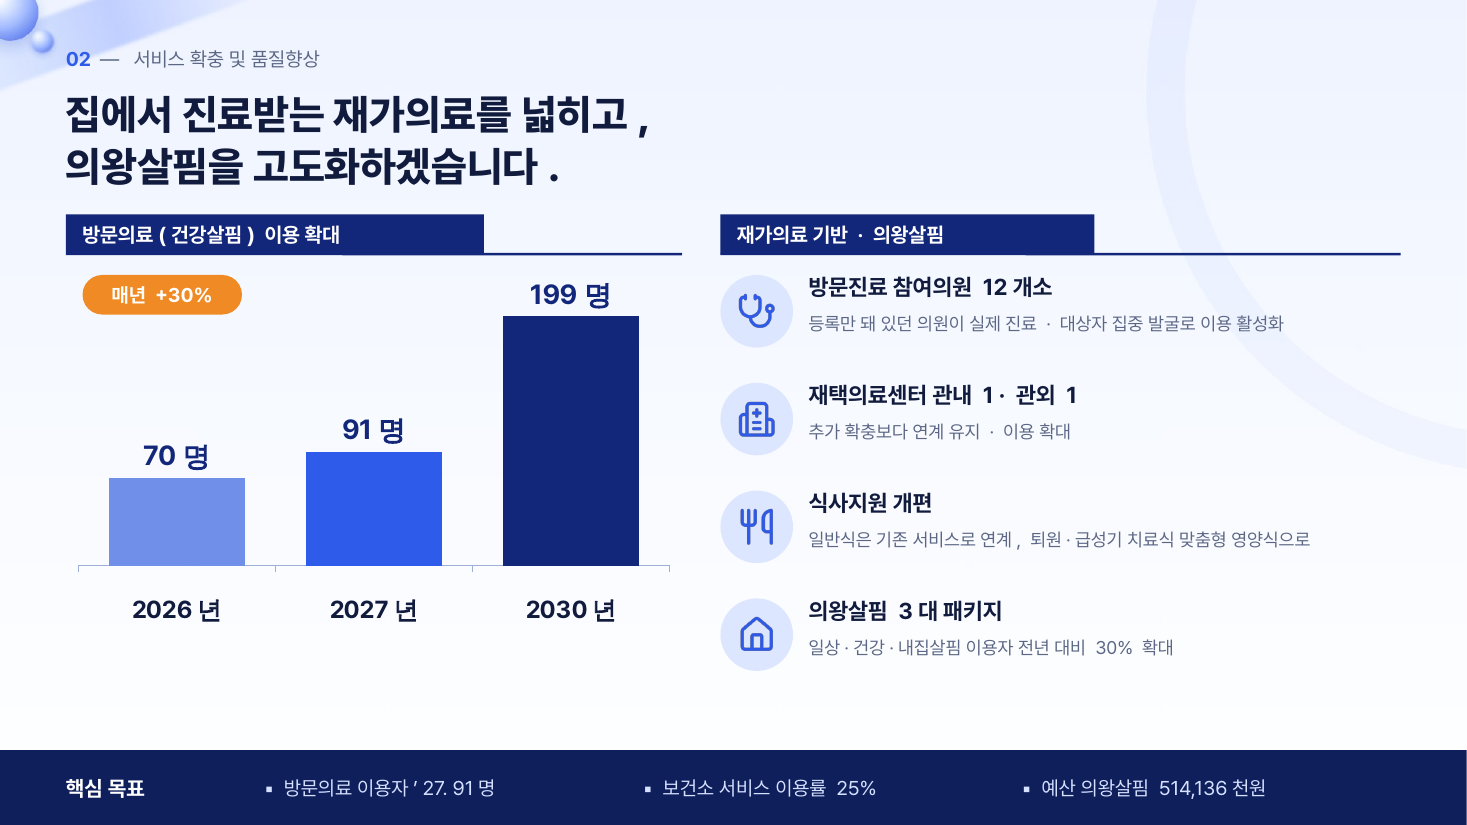 02 — 서비스 확충 및 품질향상
집에서 진료받는 재가의료를 넓히고 ,
의왕살핌을 고도화하겠습니다 .
방문의료 ( 건강살핌 ) 이용 확대
매년 +30%
199 명
91 명
70 명
2026 년
2027 년
2030 년
재가의료 기반 · 의왕살핌
방문진료 참여의원 12 개소
등록만 돼 있던 의원이 실제 진료 · 대상자 집중 발굴로 이용 활성화
재택의료센터 관내 1 · 관외 1
추가 확충보다 연계 유지 · 이용 확대
식사지원 개편
일반식은 기존 서비스로 연계 , 퇴원 · 급성기 치료식 맞춤형 영양식으로
의왕살핌 3 대 패키지
일상 · 건강 · 내집살핌 이용자 전년 대비 30% 확대
핵심 목표
▪ 방문의료 이용자 ’ 27. 91 명
▪ 보건소 서비스 이용률 25%
▪ 예산 의왕살핌 514,136 천원